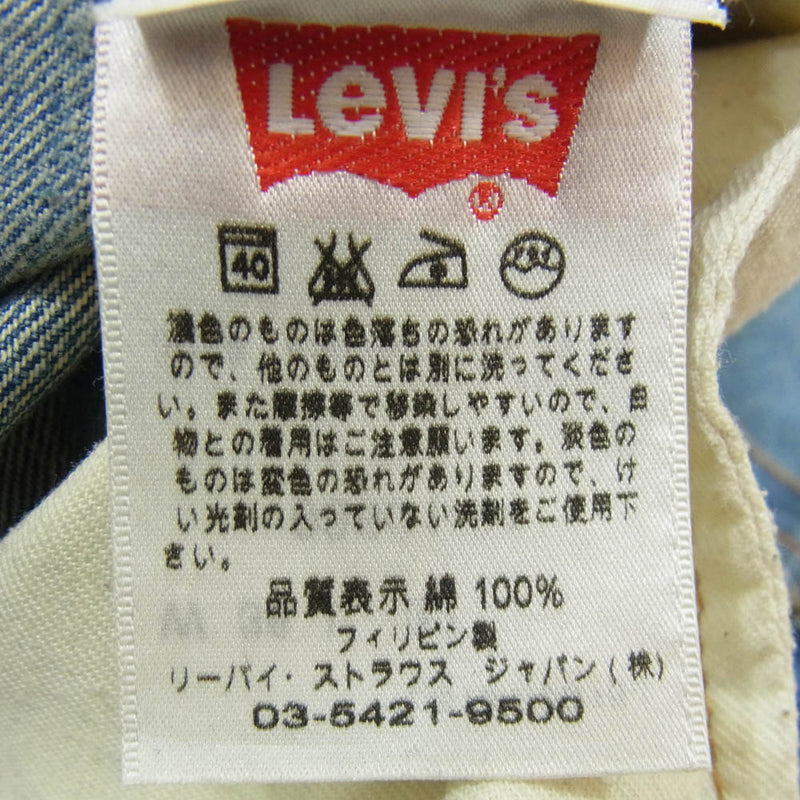 Levi's
®
40
濃色のものは色落ちの恐れがあります
ので、他のものとは別に洗ってくださ
い。また摩擦等で移染しやすいので、白
物との着用はご注意願います。淡色の
ものは変色の恐れがありますので、け
い光剤の入っていない洗剤をご使用下
さい。
品質表示 綿 100%
フィリピン製
リーバイ・ストラウス ジャパン(株)
03-5421-9500